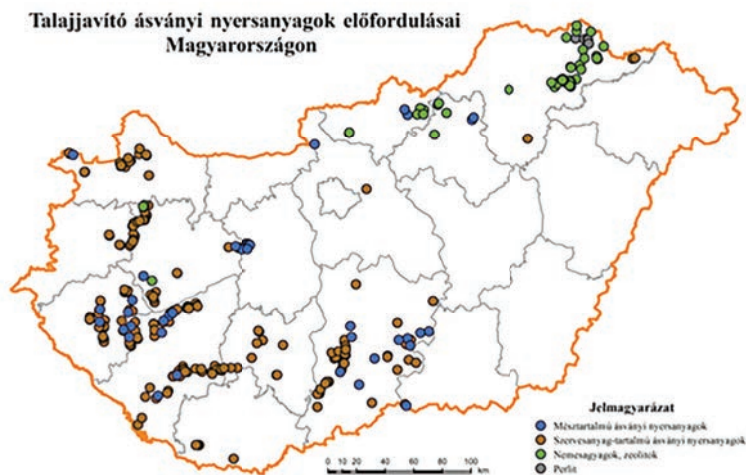 Talajjavító ásványi nyersanyagok előfordulásai
Magyarországon
Jelmagyarázat
Mésztartalmú ásványi nyersanyagok
Szervesanyag-tartalmú ásványi nyersanyagok
Nemesagyagok, zeolitok
Perlit
0 10 20 40 60 80 100
km